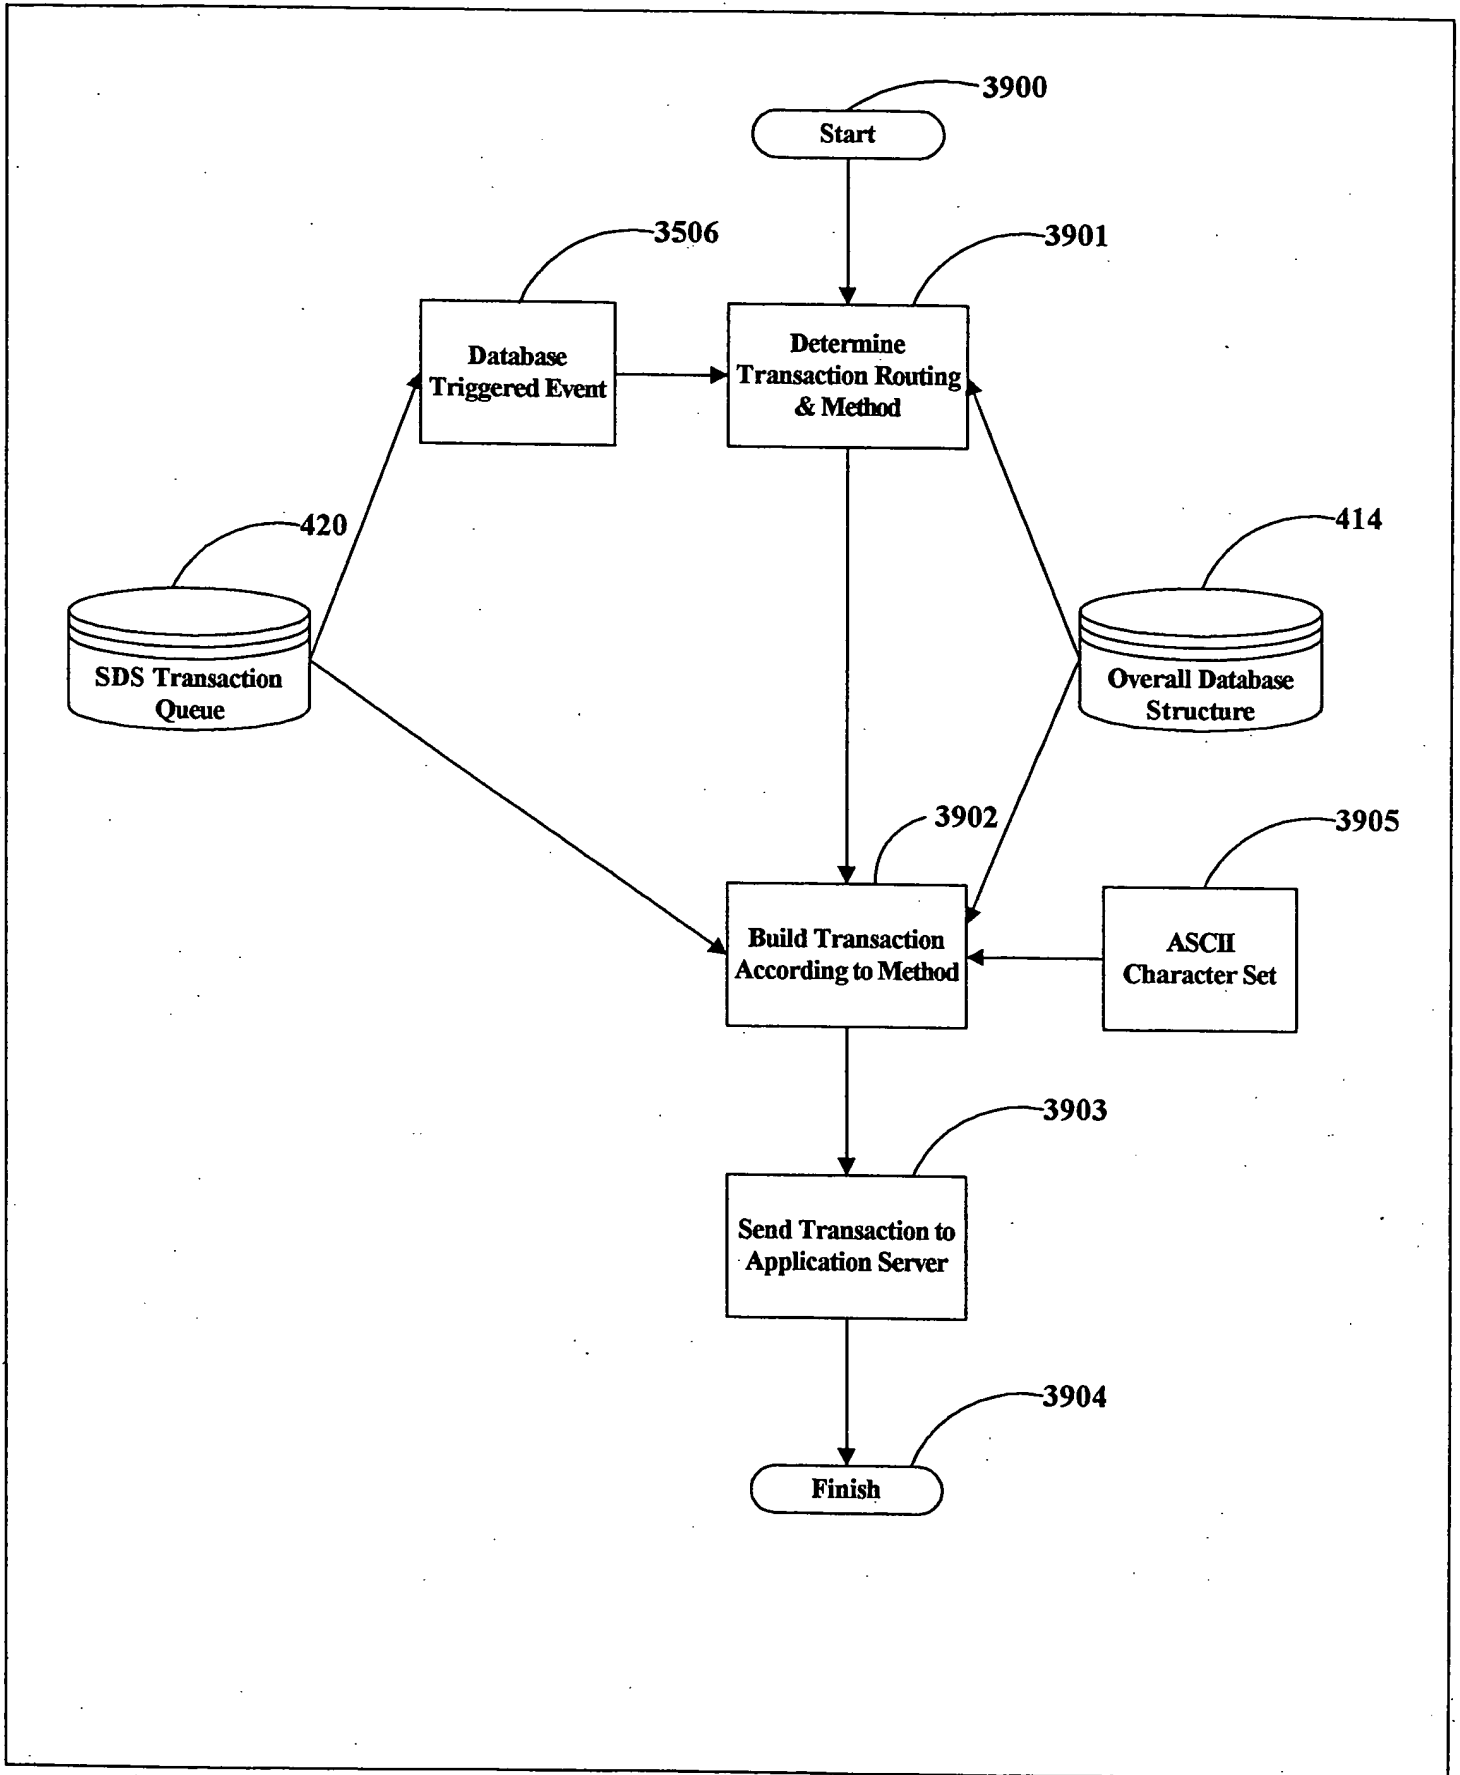 3900
Start
3506
3901
Database
Triggered Event
Determine
Transaction Routing
& Method
420
414
SDS Transaction
Queue
Overall Database
Structure
3902
3905
Build Transaction
According to Method
ASCII
Character Set
3903
Send Transaction to
Application Server
3904
Finish